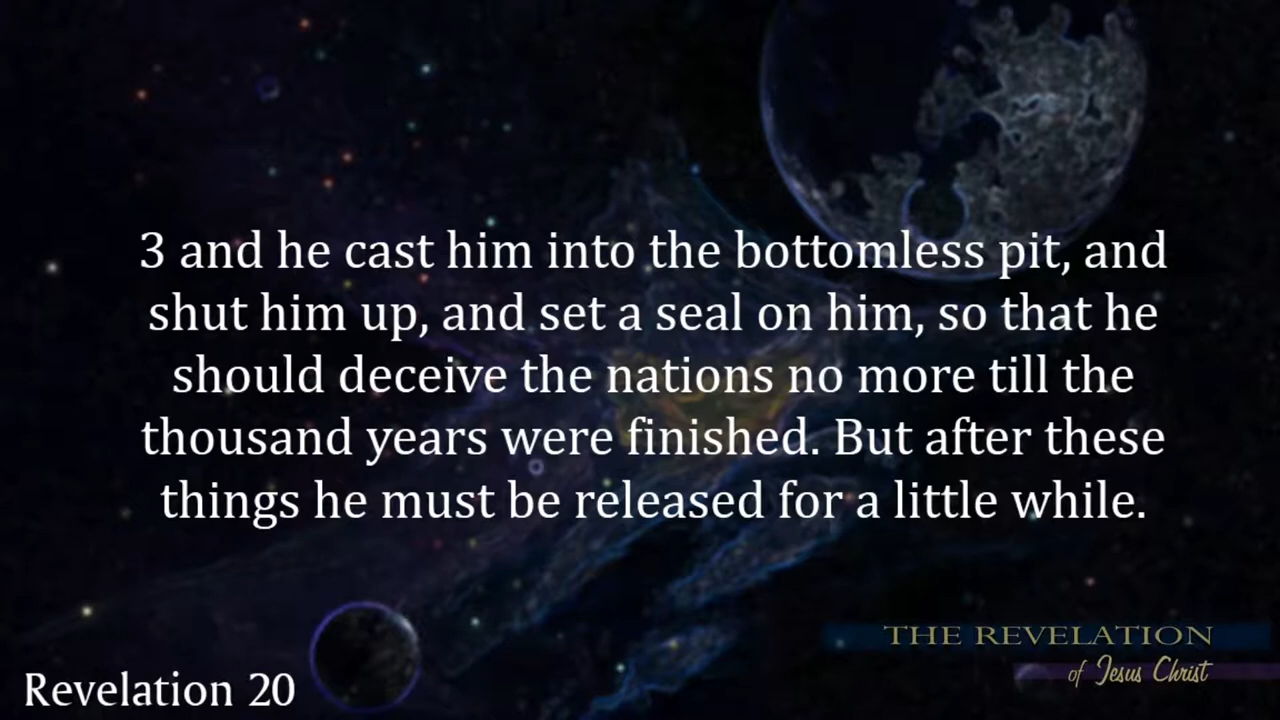 3 and he cast him into the bottomless pit, and
shut him up, and set a seal on him, so that he
should deceive the nations no more till the
thousand years were finished. But after these
things he must be released for a little while.
THE REVELATION
of Jesus Christ
Revelation 20